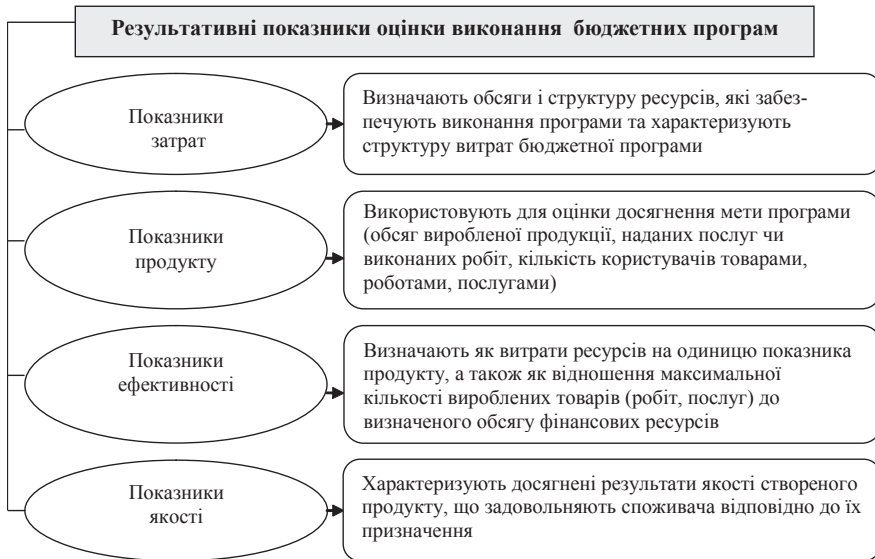 Результативні показники оцінки виконання бюджетних програм
Показники
затрат
Визначають обсяги і структуру ресурсів, які забез-
печують виконання програми та характеризують
структуру витрат бюджетної програми
Показники
продукту
Використовують для оцінки досягнення мети програми
(обсяг виробленої продукції, наданих послуг чи
виконаних робіт, кількість користувачів товарами,
роботами, послугами)
Показники
ефективності
Визначають як витрати ресурсів на одиницю показника
продукту, а також як відношення максимальної
кількості вироблених товарів (робіт, послуг) до
визначеного обсягу фінансових ресурсів
Показники
якості
Характеризують досягнені результати якості створеного
продукту, що задовольняють споживача відповідно до їх
призначення